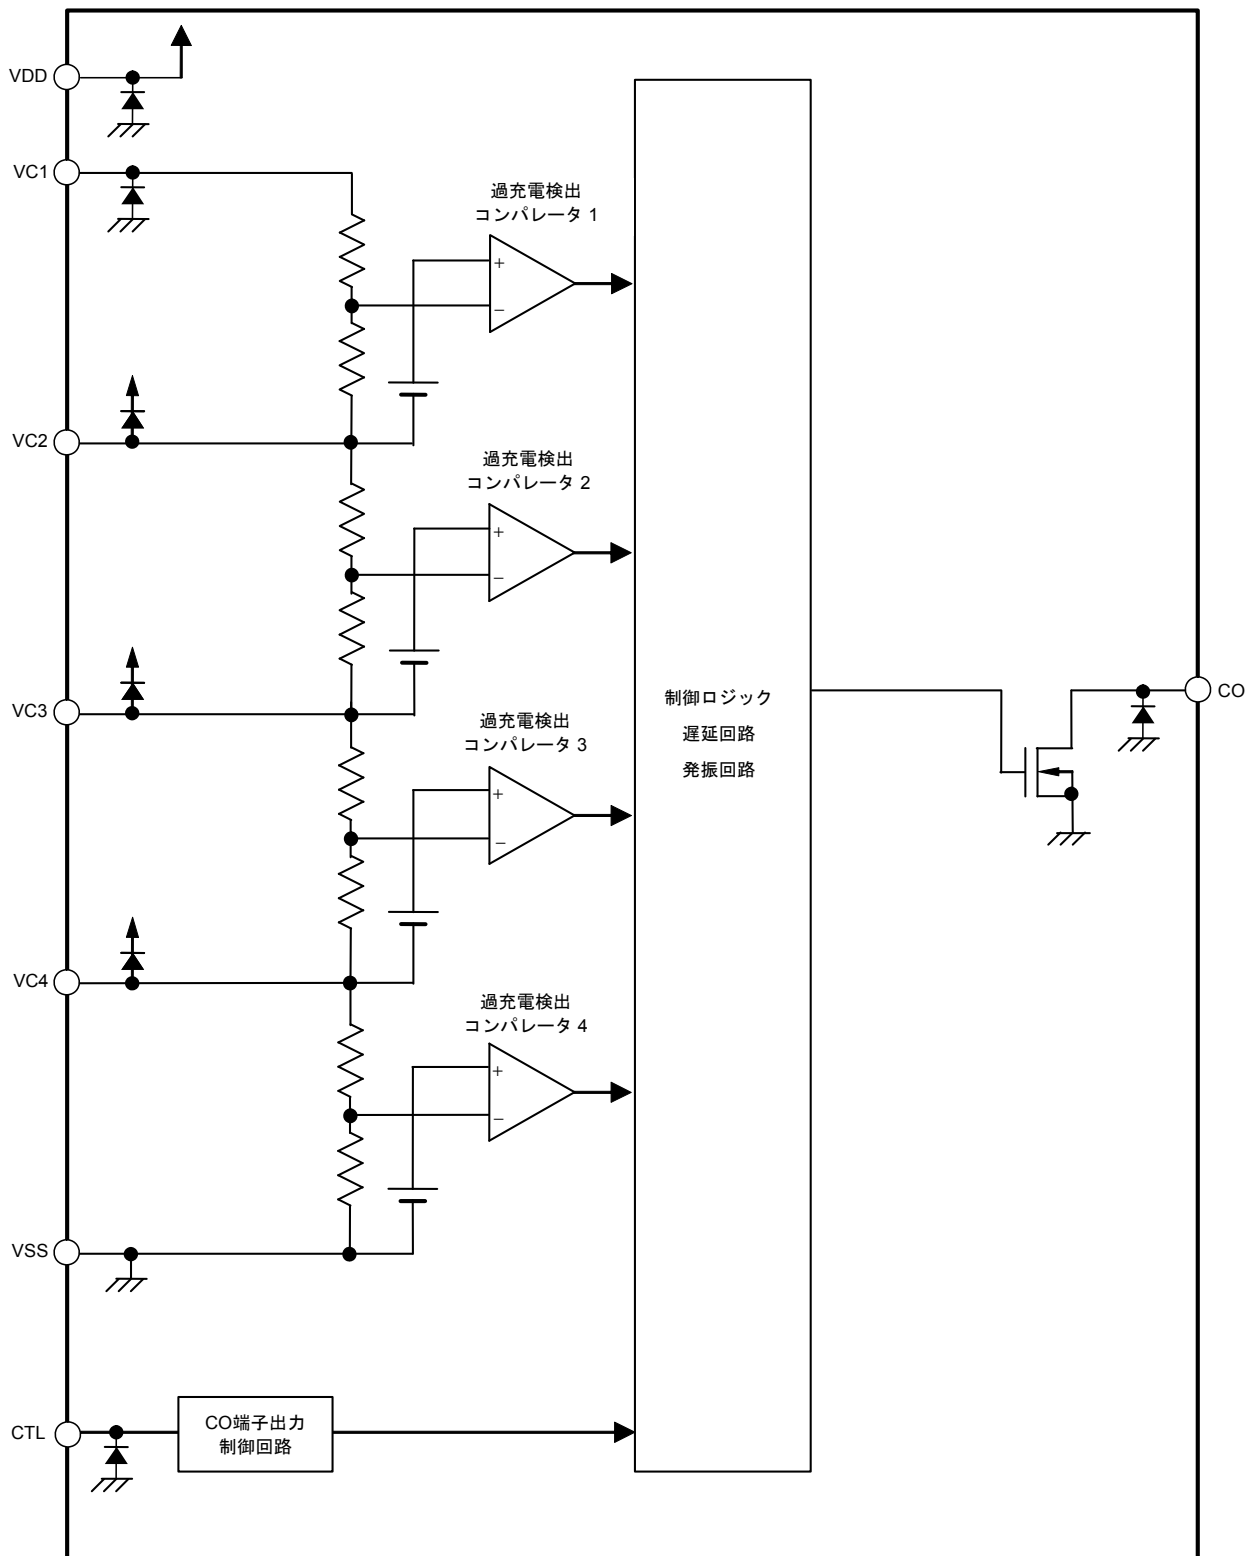 VDD
VC1
過充電検出
コンパレータ 1
+
−
VC2
過充電検出
コンパレータ 2
+
−
VC3
過充電検出
コンパレータ 3
+
−
制御ロジック
遅延回路
発振回路
CO
VC4
過充電検出
コンパレータ 4
+
−
VSS
CTL
CO端子出力
制御回路